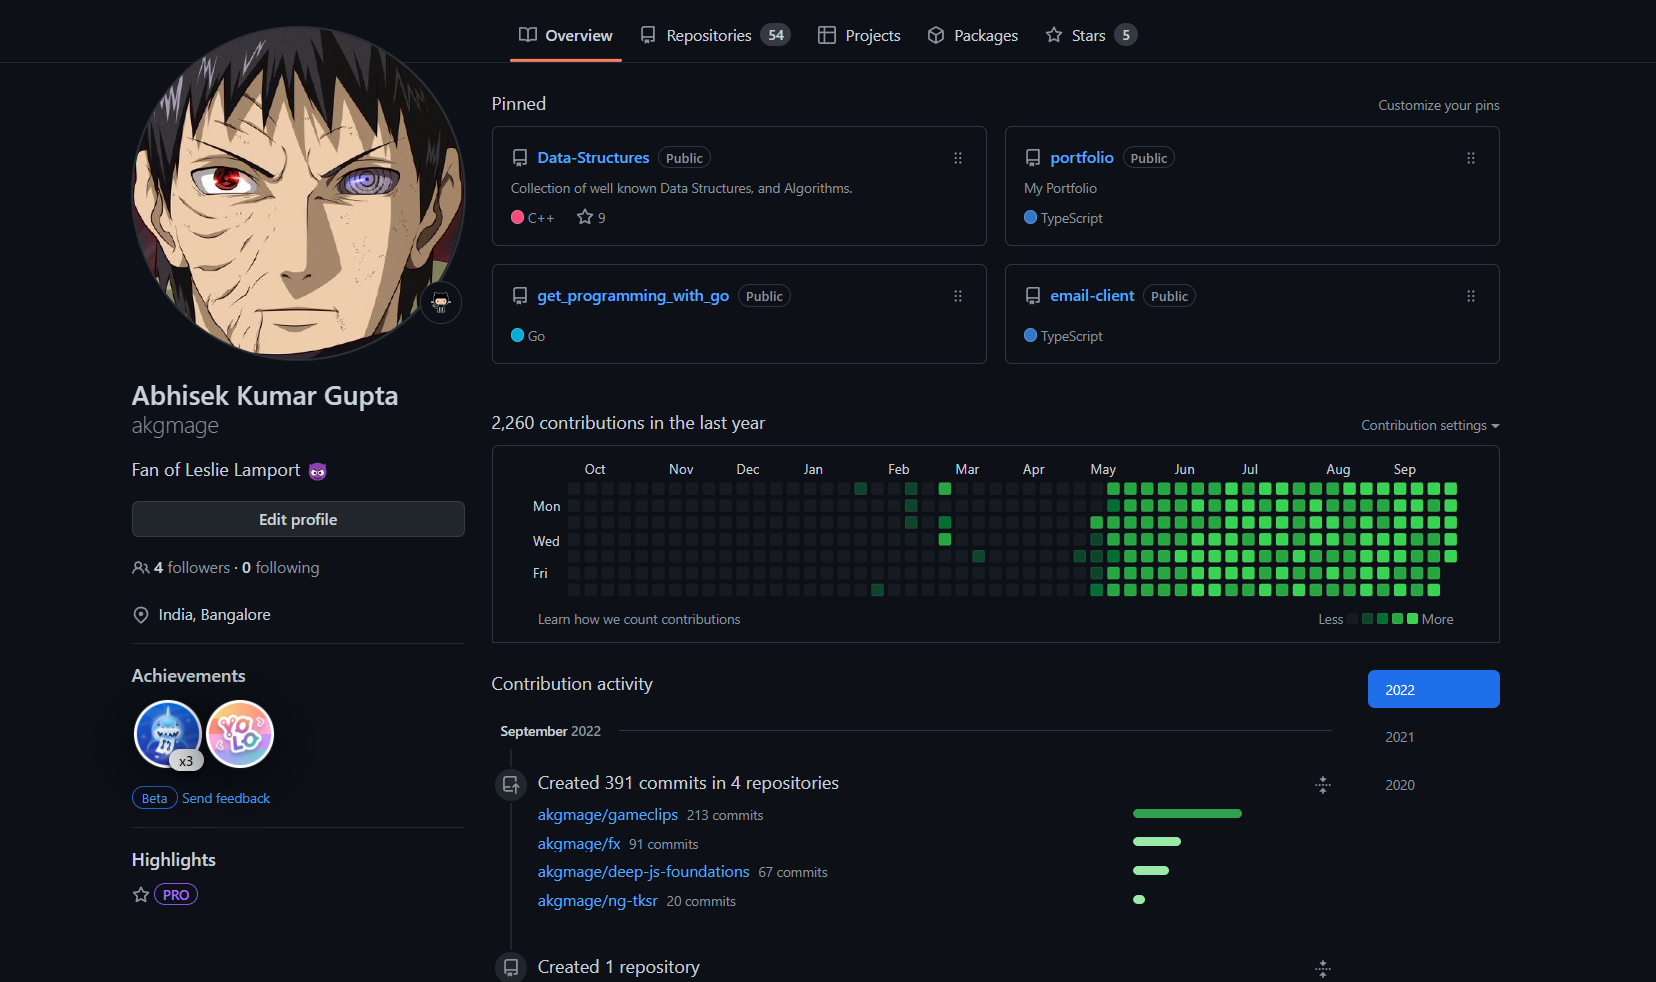 Overview Repositories 54 Projects Packages Stars 5
Pinned Customize your pins
Data-Structures Public
Collection of well known Data Structures, and Algorithms.
C++ 9
portfolio Public
My Portfolio
TypeScript
get_programming_with_go Public
Go
email-client Public
TypeScript
Abhisek Kumar Gupta
akgmage
Fan of Leslie Lamport
Edit profile
4 followers · 0 following
India, Bangalore
Achievements
x3
YOLO
Beta Send feedback
Highlights
PRO
2,260 contributions in the last year Contribution settings
Oct Nov Dec Jan Feb Mar Apr May Jun Jul Aug Sep
Mon
Wed
Fri
Learn how we count contributions Less More
Contribution activity
2022
2021
2020
September 2022
Created 391 commits in 4 repositories
akgmage/gameclips 213 commits
akgmage/fx 91 commits
akgmage/deep-js-foundations 67 commits
akgmage/ng-tksr 20 commits
Created 1 repository